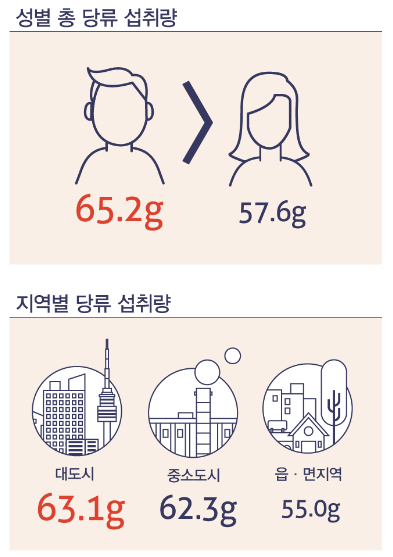 성별 총 당류 섭취량
65.2g
57.6g
지역별 당류 섭취량
대도시
중소도시
읍 · 면지역
63.1g
62.3g
55.0g